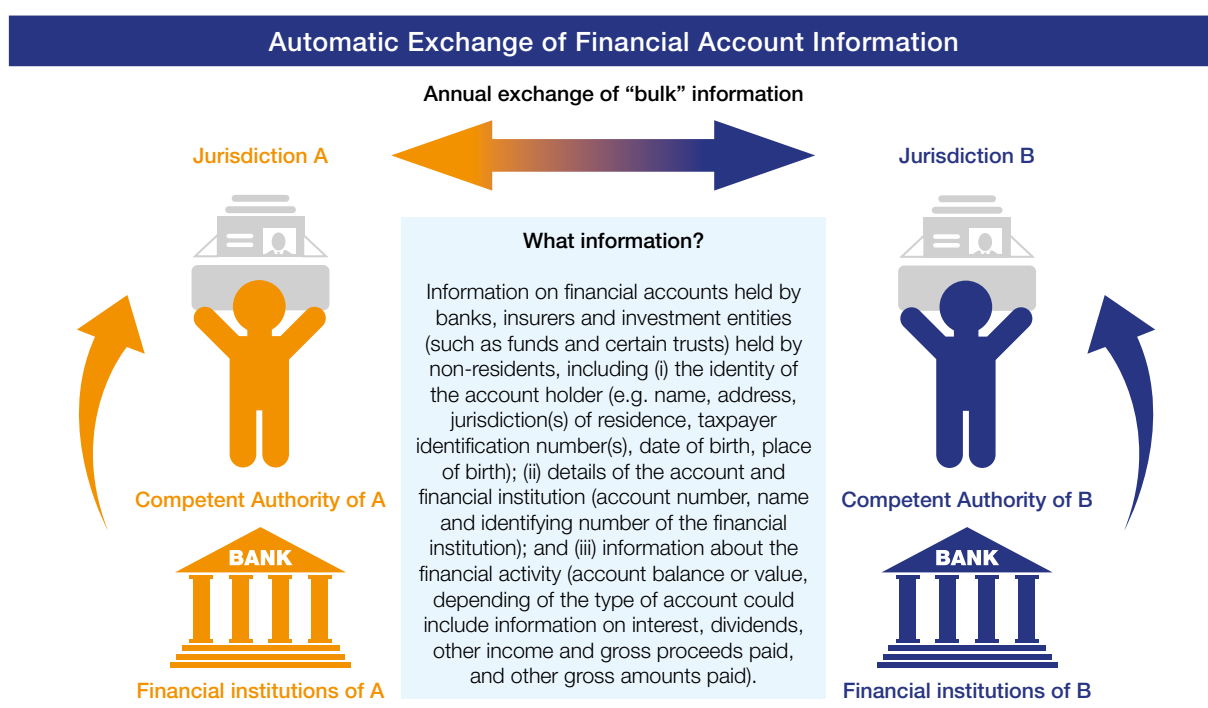 Automatic Exchange of Financial Account Information
Annual exchange of “bulk” information
Jurisdiction A
Jurisdiction B
What information?
Information on financial accounts held by
banks, insurers and investment entities
(such as funds and certain trusts) held by
non-residents, including (i) the identity of
the account holder (e.g. name, address,
jurisdiction(s) of residence, taxpayer
identification number(s), date of birth, place
of birth); (ii) details of the account and
financial institution (account number, name
and identifying number of the financial
institution); and (iii) information about the
financial activity (account balance or value,
depending of the type of account could
include information on interest, dividends,
other income and gross proceeds paid,
and other gross amounts paid).
Competent Authority of A
BANK
Financial institutions of A
Competent Authority of B
BANK
Financial institutions of B